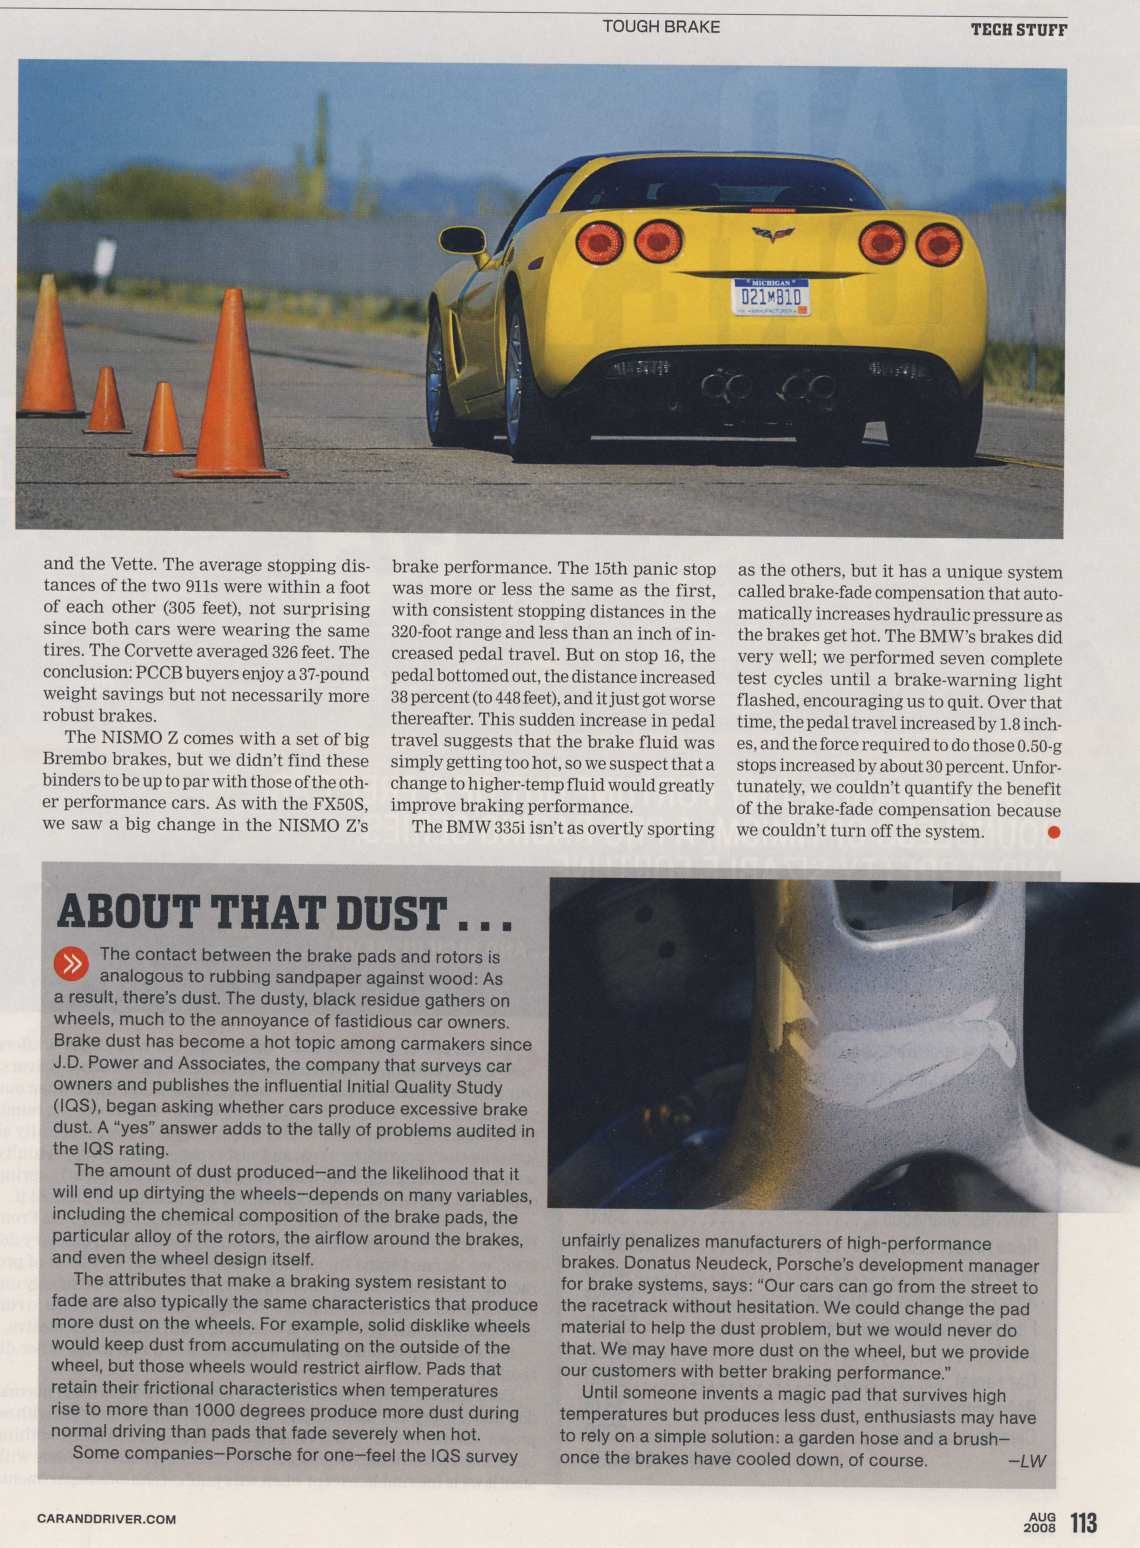 TOUGH BRAKE
TECH STUFF
MICHIGAN
021MB10
MANUFACTURER
and the Vette. The average stopping dis-
tances of the two 911s were within a foot
of each other (305 feet), not surprising
since both cars were wearing the same
tires. The Corvette averaged 326 feet. The
conclusion: PCCB buyers enjoy a 37-pound
weight savings but not necessarily more
robust brakes.
The NISMO Z comes with a set of big
Brembo brakes, but we didn't find these
binders to be up to par with those of the oth-
er performance cars. As with the FX50S,
we saw a big change in the NISMO Z's
brake performance. The 15th panic stop
was more or less the same as the first,
with consistent stopping distances in the
320-foot range and less than an inch of in-
creased pedal travel. But on stop 16, the
pedal bottomed out, the distance increased
38 percent (to 448 feet), and it just got worse
thereafter. This sudden increase in pedal
travel suggests that the brake fluid was
simply getting too hot, so we suspect that a
change to higher-temp fluid would greatly
improve braking performance.
The BMW 335i isn't as overtly sporting
as the others, but it has a unique system
called brake-fade compensation that auto-
matically increases hydraulic pressure as
the brakes get hot. The BMW's brakes did
very well; we performed seven complete
test cycles until a brake-warning light
flashed, encouraging us to quit. Over that
time, the pedal travel increased by 1.8 inch-
es, and the force required to do those 0.50-g
stops increased by about 30 percent. Unfor-
tunately, we couldn't quantify the benefit
of the brake-fade compensation because
we couldn't turn off the system.
ABOUT THAT DUST . . .
The contact between the brake pads and rotors is
analogous to rubbing sandpaper against wood: As
a result, there's dust. The dusty, black residue gathers on
wheels, much to the annoyance of fastidious car owners.
Brake dust has become a hot topic among carmakers since
J.D. Power and Associates, the company that surveys car
owners and publishes the influential Initial Quality Study
(IQS), began asking whether cars produce excessive brake
dust. A "yes" answer adds to the tally of problems audited in
the IQS rating.
The amount of dust produced—and the likelihood that it
will end up dirtying the wheels—depends on many variables,
including the chemical composition of the brake pads, the
particular alloy of the rotors, the airflow around the brakes,
and even the wheel design itself.
The attributes that make a braking system resistant to
fade are also typically the same characteristics that produce
more dust on the wheels. For example, solid disklike wheels
would keep dust from accumulating on the outside of the
wheel, but those wheels would restrict airflow. Pads that
retain their frictional characteristics when temperatures
rise to more than 1000 degrees produce more dust during
normal driving than pads that fade severely when hot.
Some companies—Porsche for one—feel the IQS survey
unfairly penalizes manufacturers of high-performance
brakes. Donatus Neudeck, Porsche's development manager
for brake systems, says: "Our cars can go from the street to
the racetrack without hesitation. We could change the pad
material to help the dust problem, but we would never do
that. We may have more dust on the wheel, but we provide
our customers with better braking performance."
Until someone invents a magic pad that survives high
temperatures but produces less dust, enthusiasts may have
to rely on a simple solution: a garden hose and a brush—
once the brakes have cooled down, of course.
—LW
CARANDDRIVER.COM
AUG
2008
113